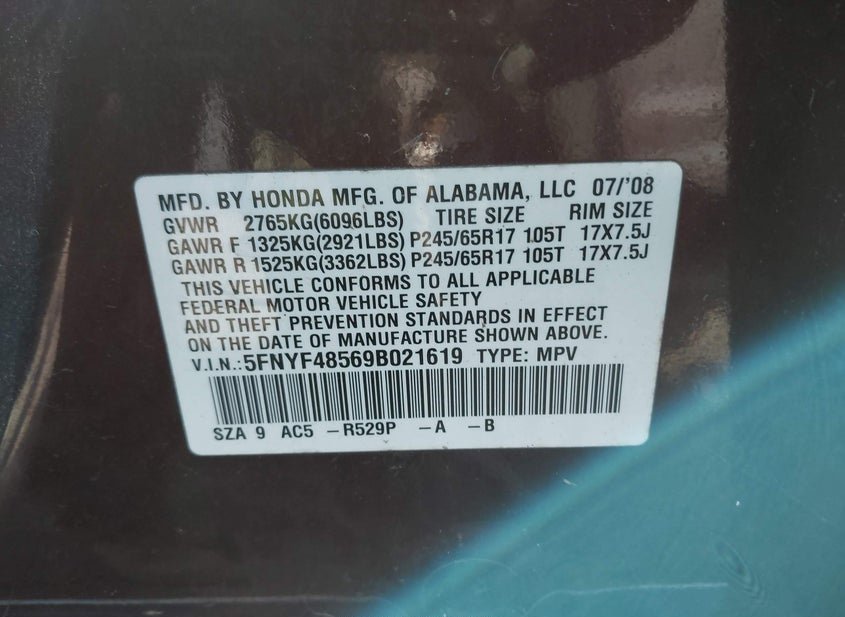 MFD. BY HONDA MFG. OF ALABAMA, LLC 07/'08
GVWR 2765KG(6096LBS) TIRE SIZE RIM SIZE
GAWR F 1325KG(2921LBS) P245/65R17 105T 17X7.5J
GAWR R 1525KG(3362LBS) P245/65R17 105T 17X7.5J
THIS VEHICLE CONFORMS TO ALL APPLICABLE
FEDERAL MOTOR VEHICLE SAFETY
AND THEFT PREVENTION STANDARDS IN EFFECT
ON THE DATE OF MANUFACTURE SHOWN ABOVE.
V.I.N.:5FNYF48569B021619 TYPE: MPV
SZA 9 AC5 -R529P -A -B